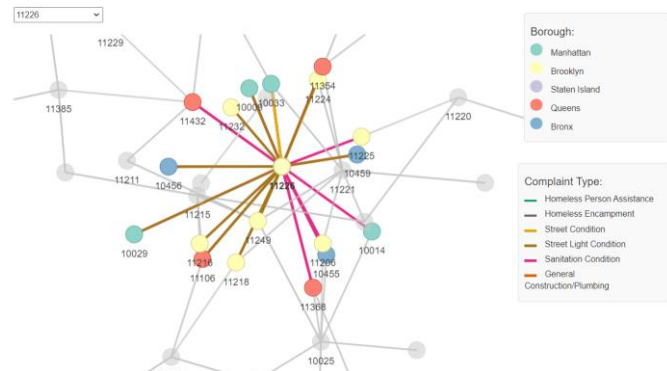 11226
11229
11385
11432
11232
10009
10033
11354
11224
11220
11211
10456
11226
11225
10459
11221
11215
11249
10029
11216
11106
11218
11206
10455
10014
11368
10025
Borough:
Manhattan
Brooklyn
Staten Island
Queens
Bronx
Complaint Type:
Homeless Person Assistance
Homeless Encampment
Street Condition
Street Light Condition
Sanitation Condition
General
Construction/Plumbing